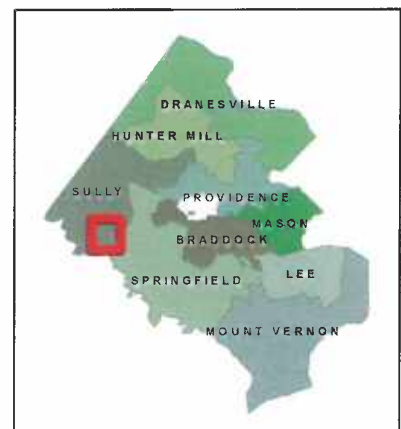 DRANESVILLE
HUNTER MILL
SULLY
PROVIDENCE
MASON
BRADDOCK
LEE
SPRINGFIELD
MOUNT VERNON